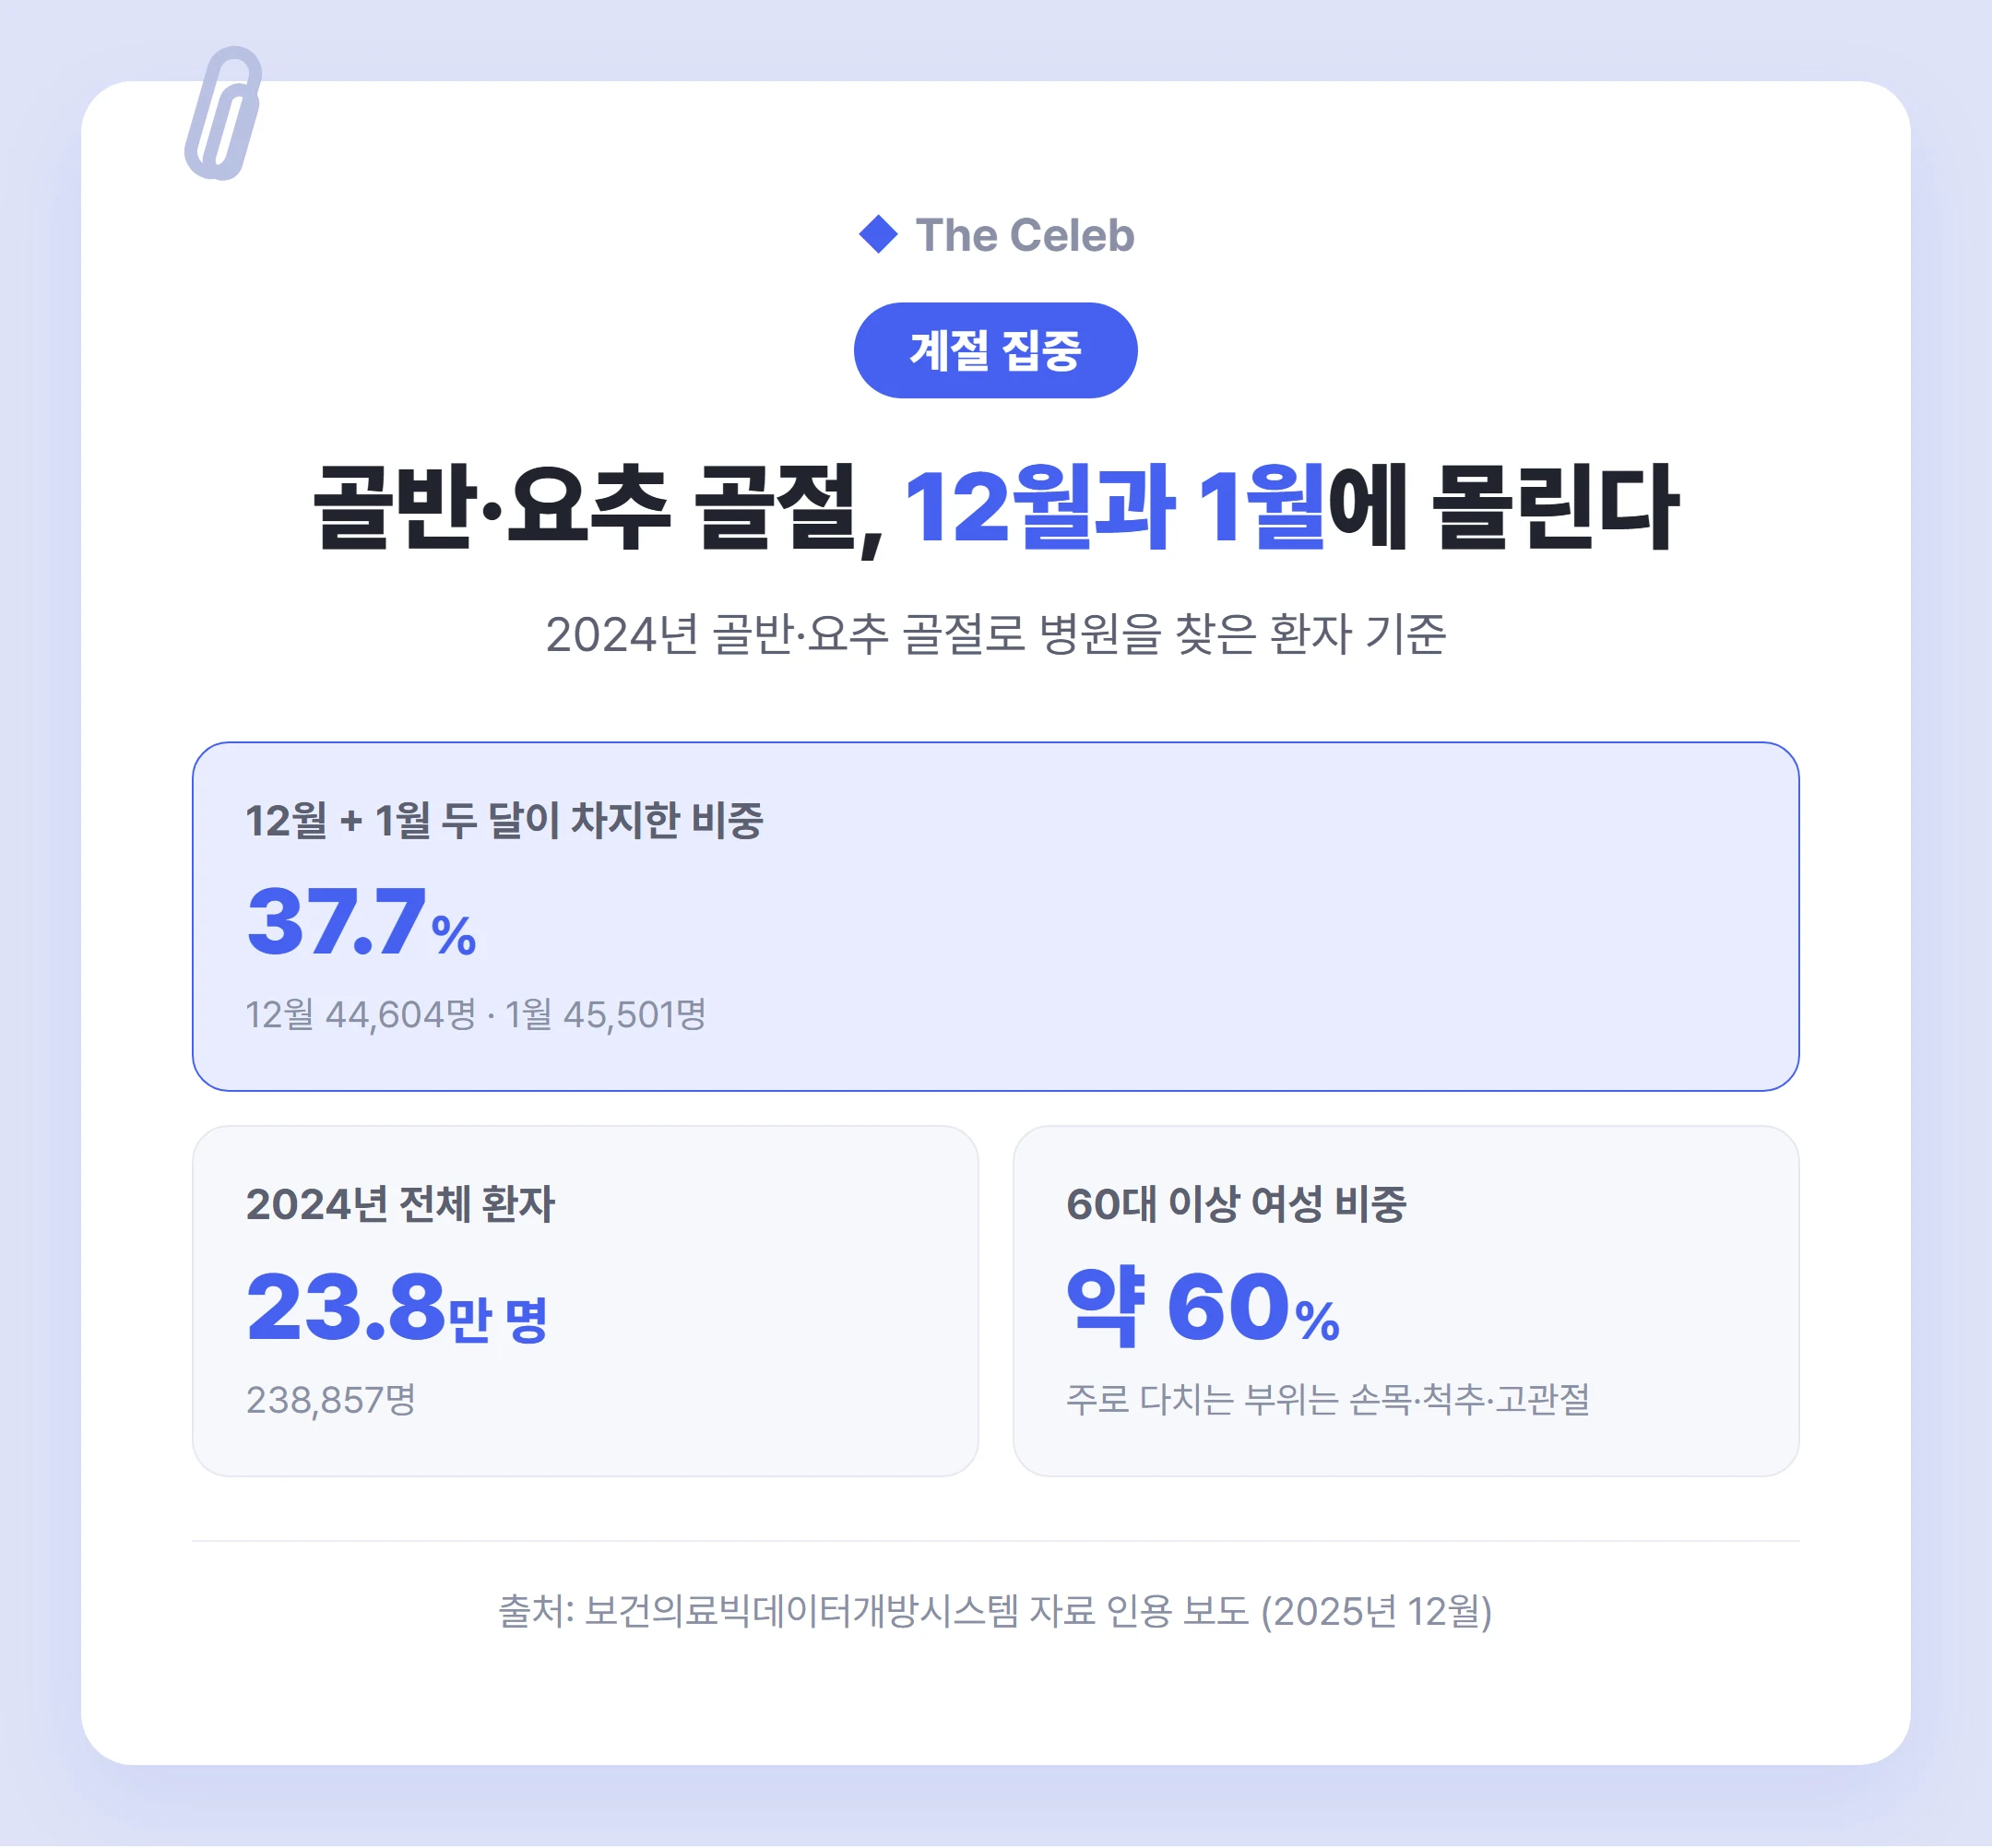 The Celeb
계절 집중
골반·요추 골절, 12월과 1월에 몰린다
2024년 골반·요추 골절로 병원을 찾은 환자 기준
12월 + 1월 두 달이 차지한 비중
37.7%
12월 44,604명 · 1월 45,501명
2024년 전체 환자
23.8만 명
238,857명
60대 이상 여성 비중
약 60%
주로 다치는 부위는 손목·척추·고관절
출처: 보건의료빅데이터개방시스템 자료 인용 보도 (2025년 12월)